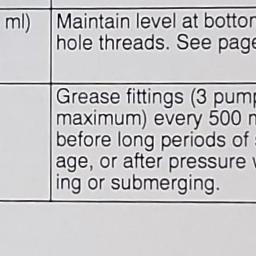 ml) Maintain level at bottom
hole threads. See page
Grease fittings (3 pump
maximum) every 500
before long periods of
age, or after pressure
ing or submerging.